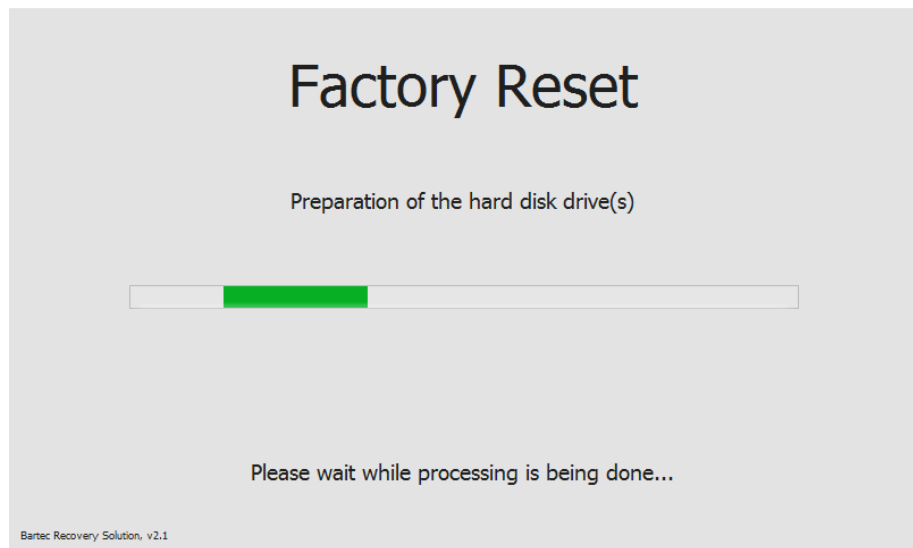 Factory Reset
Preparation of the hard disk drive(s)
Please wait while processing is being done...
Bartec Recovery Solution, v2.1